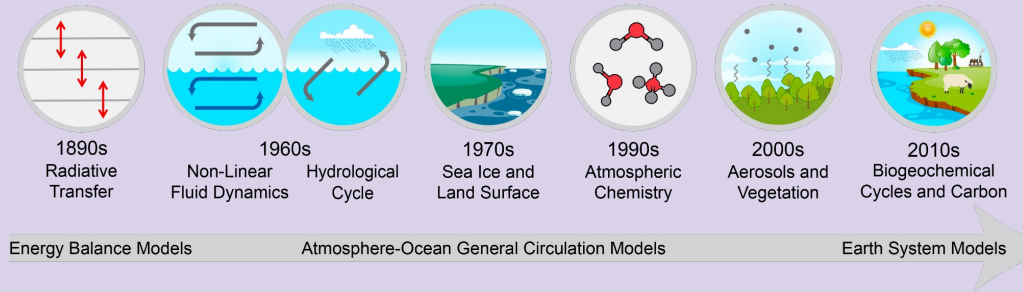 1890s
Radiative
Transfer
1960s
Non-Linear
Fluid Dynamics
Hydrological
Cycle
1970s
Sea Ice and
Land Surface
1990s
Atmospheric
Chemistry
2000s
Aerosols and
Vegetation
2010s
Biogeochemical
Cycles and Carbon
Energy Balance Models
Atmosphere-Ocean General Circulation Models
Earth System Models